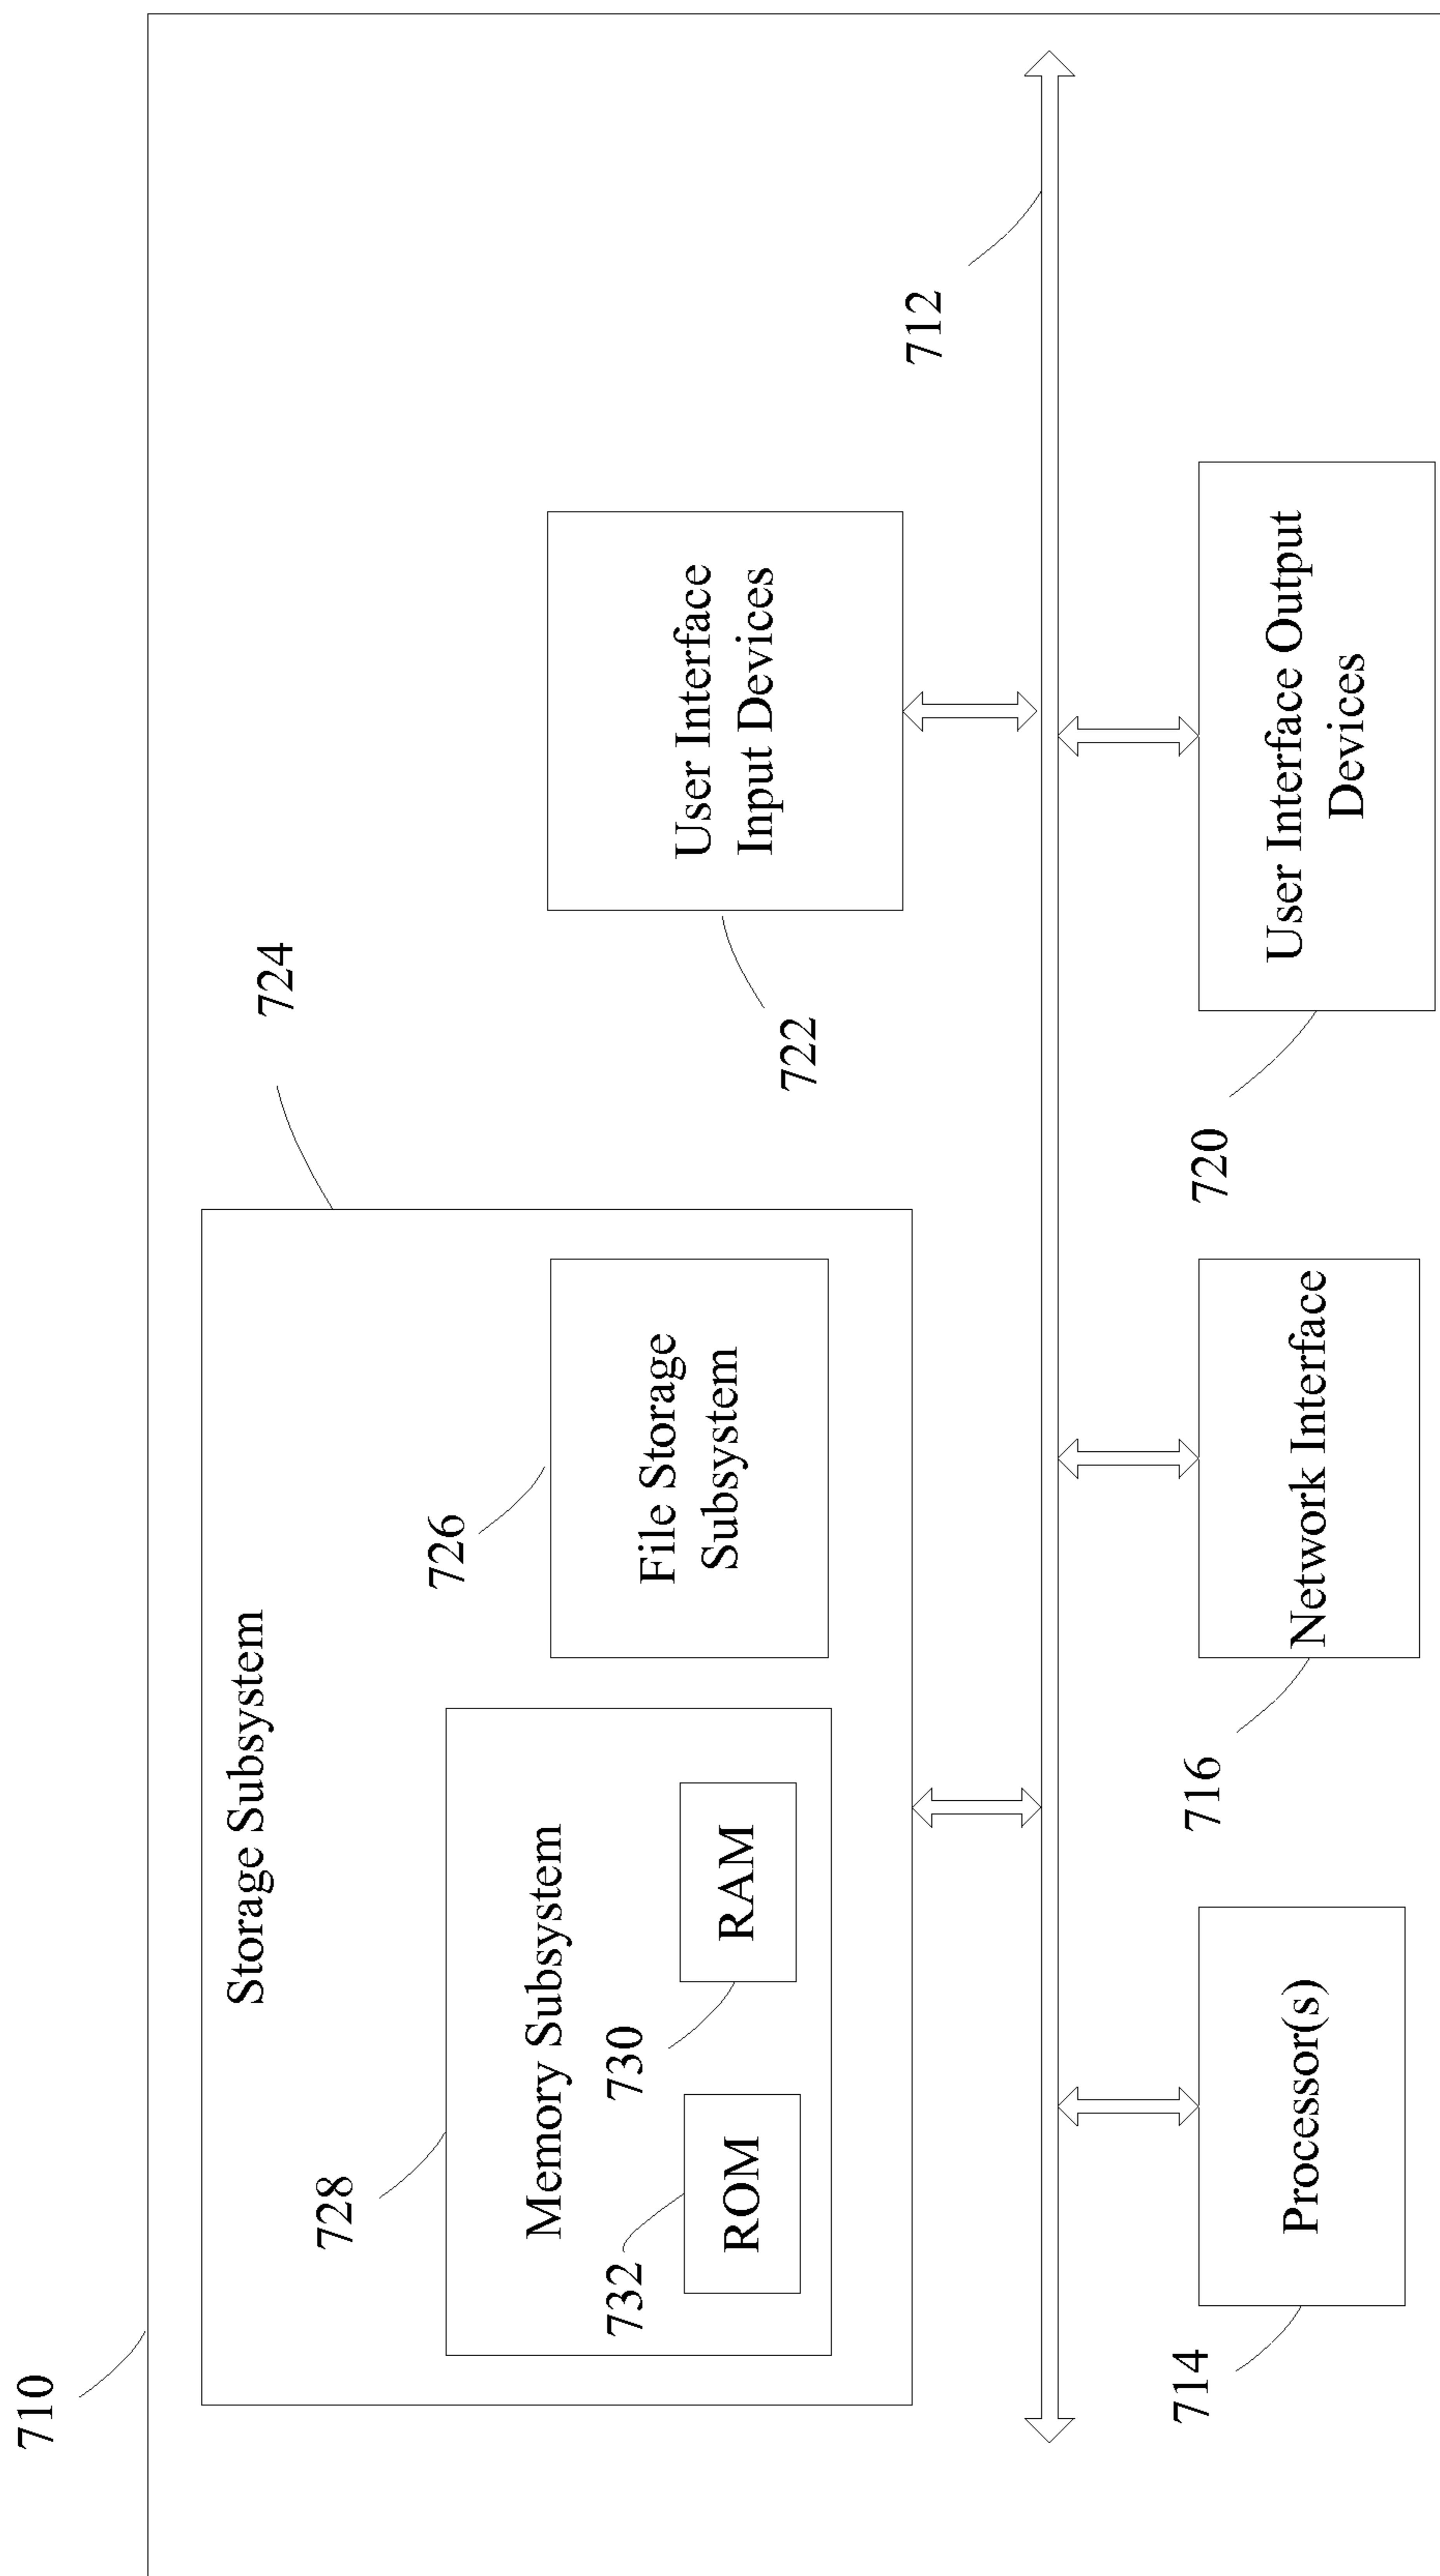 710
724
Storage Subsystem
728
726
Memory Subsystem
File Storage
Subsystem
732
730
ROM
RAM
User Interface
Input Devices
722
712
714
716
720
Processor(s)
Network Interface
User Interface Output
Devices